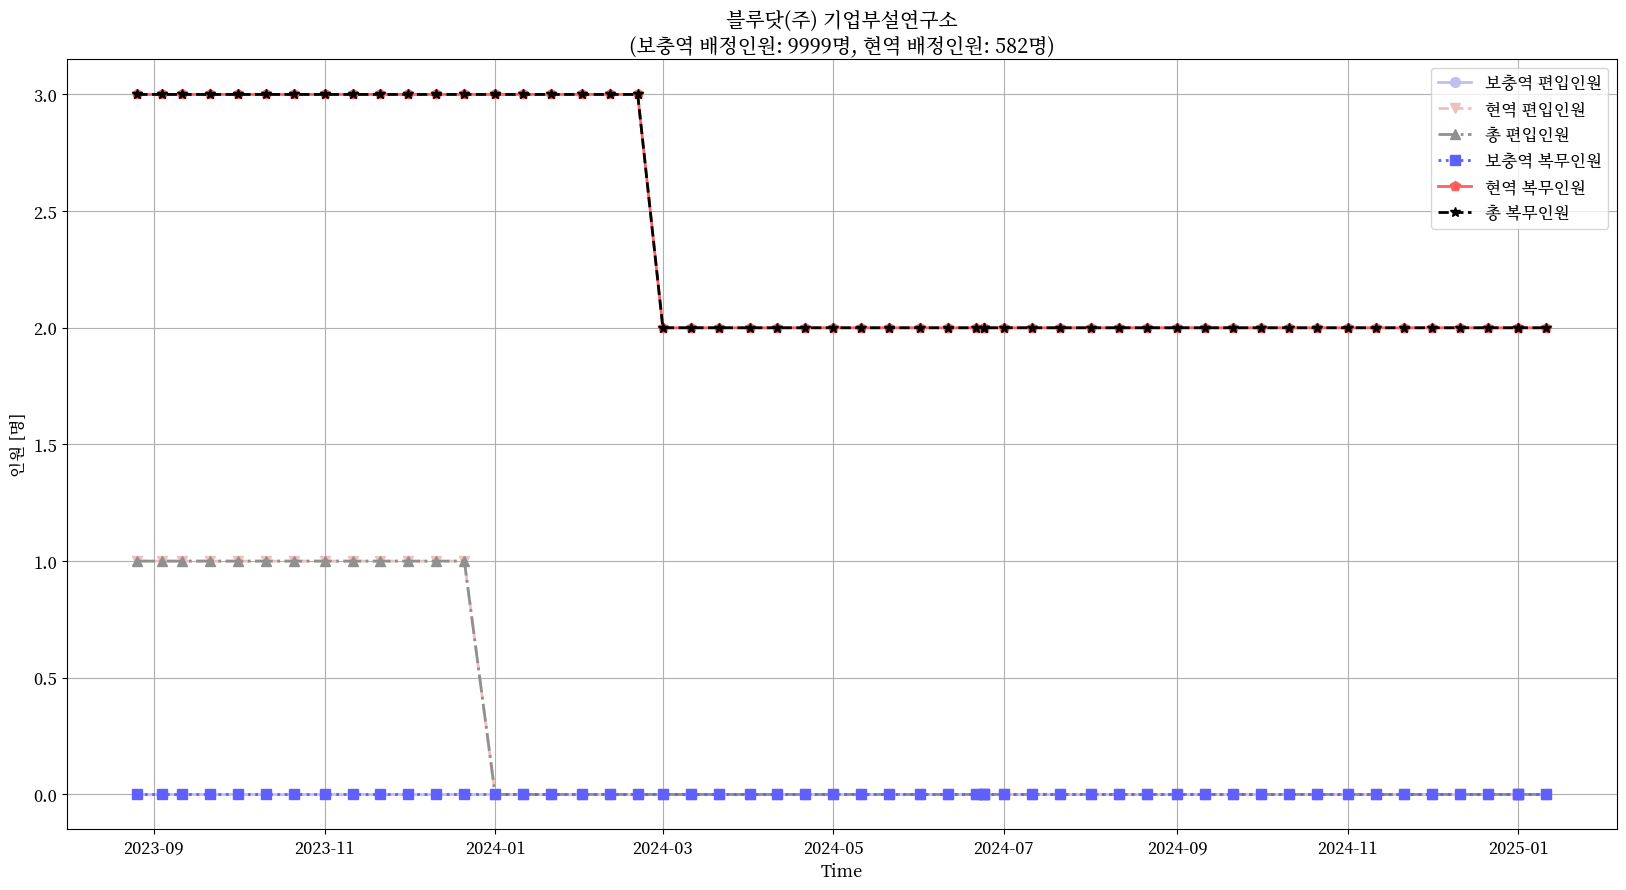 블루닷(주) 기업부설연구소
(보충역 배정인원: 9999명, 현역 배정인원: 582명)
보충역 편입인원
현역 편입인원
총 편입인원
보충역 복무인원
현역 복무인원
총 복무인원
인원 [명]
3.0
2.5
2.0
1.5
1.0
0.5
0.0
2023-09
2023-11
2024-01
2024-03
2024-05
2024-07
2024-09
2024-11
2025-01
Time